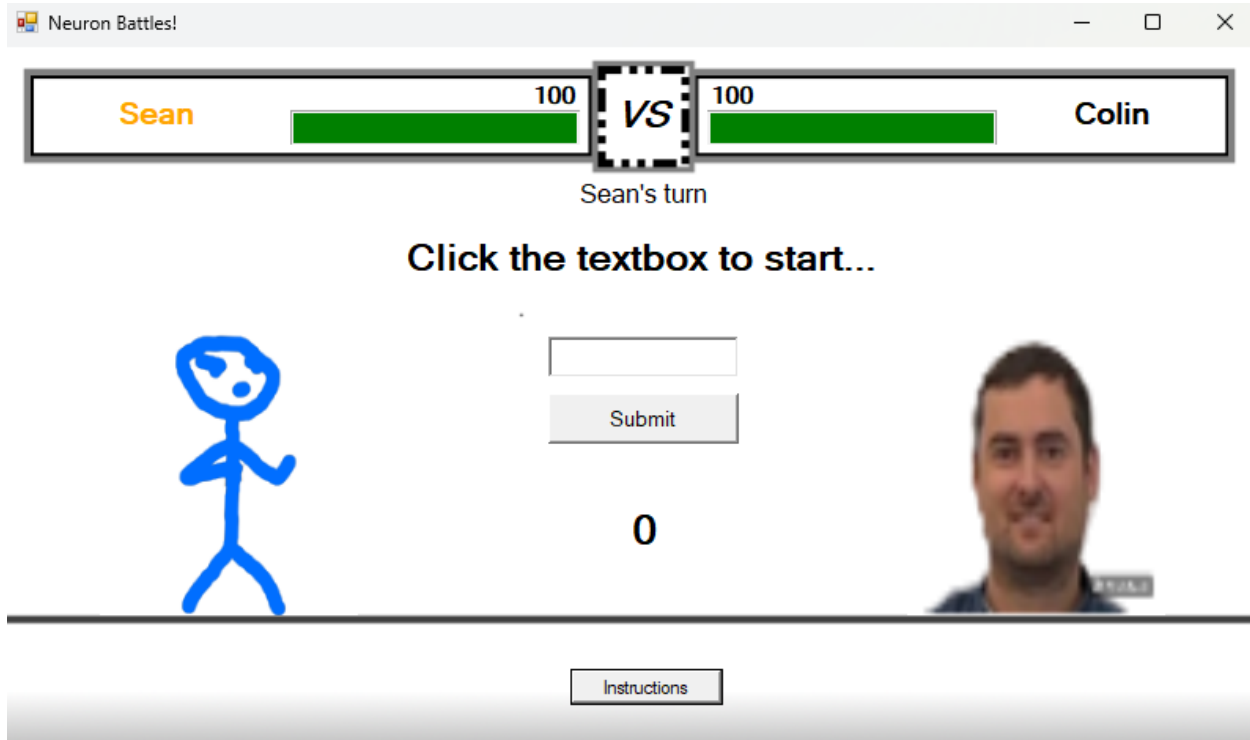 Neuron Battles!
Sean 100 VS 100 Colin
Sean's turn
Click the textbox to start...
Submit
0
Instructions